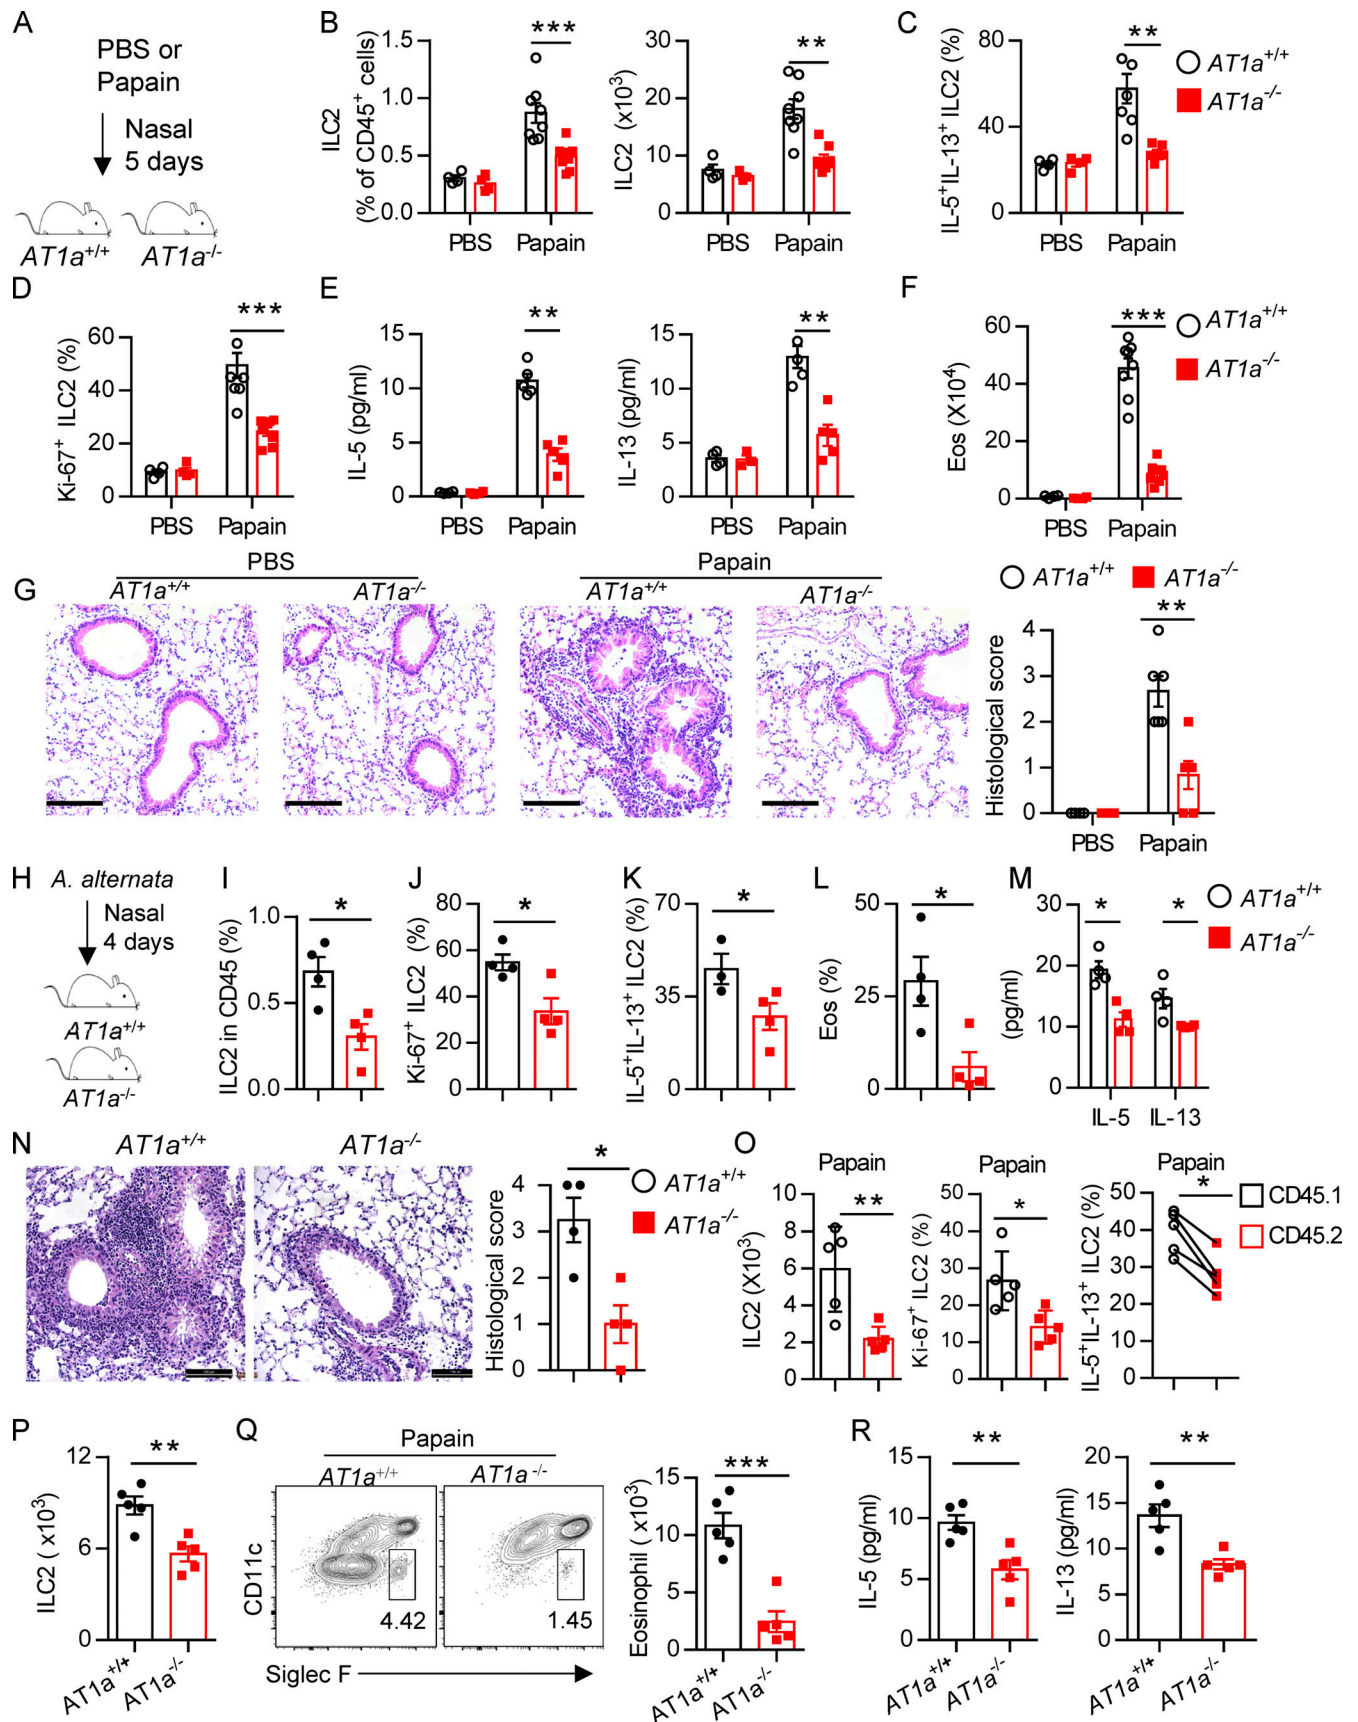 A
PBS or
Papain
Nasal
5 days
AT1a+/+
AT1a-/-
B
ILC2
(% of CD45+ cells)
1.5
1.0
0.5
0.0
***
PBS
Papain
ILC2 (x10³)
30
20
10
0
**
PBS
Papain
C
IL-5+IL-13+ ILC2 (%)
80
40
0
**
PBS
Papain
AT1a+/+
AT1a-/-
D
Ki-67+ ILC2 (%)
60
40
20
0
***
PBS
Papain
E
IL-5 (pg/ml)
15
10
5
0
**
PBS
Papain
IL-13 (pg/ml)
15
10
5
0
**
PBS
Papain
F
Eos (X10⁴)
60
40
20
0
***
PBS
Papain
AT1a+/+
AT1a-/-
G
PBS
Papain
AT1a+/+
AT1a-/-
AT1a+/+
AT1a-/-
AT1a+/+
AT1a-/-
Histological score
4
3
2
1
0
**
PBS
Papain
H
A. alternata
Nasal
4 days
AT1a+/+
AT1a-/-
I
ILC2 in CD45 (%)
1.0
0.5
0.0
*
J
Ki-67+ ILC2 (%)
80
60
40
20
0
*
K
IL-5+IL-13+ ILC2 (%)
70
35
0
*
L
Eos (%)
50
25
0
*
M
(pg/ml)
30
20
10
0
*
*
IL-5
IL-13
AT1a+/+
AT1a-/-
N
AT1a+/+
AT1a-/-
Histological score
4
3
2
1
0
*
AT1a+/+
AT1a-/-
O
Papain
ILC2 (X10³)
10
8
6
4
2
0
**
Papain
Ki-67+ ILC2 (%)
50
40
30
20
10
0
*
Papain
IL-5+IL-13+ ILC2 (%)
50
40
30
20
10
0
*
CD45.1
CD45.2
P
ILC2 ( x10³)
12
6
0
**
AT1a+/+
AT1a-/-
Q
Papain
AT1a+/+
AT1a-/-
CD11c
4.42
1.45
Siglec F
Eosinophil ( x10³)
15
10
5
0
***
AT1a+/+
AT1a-/-
R
IL-5 (pg/ml)
15
10
5
0
**
AT1a+/+
AT1a-/-
IL-13 (pg/ml)
20
15
10
5
0
**
AT1a+/+
AT1a-/-